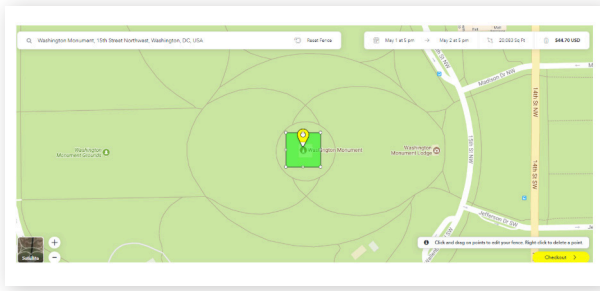 Washington Monument, 15th Street Northwest, Washington, DC, USA
Reset Fence
May 1 at 5 pm → May 2 at 5 pm
20,083 Sq Ft
$44.70 USD
Madison Dr NW
14th St NW
15th St NW
Washington Monument Grounds
Washington Monument
Washington Monument Lodge
14th St SW
Jefferson Dr SW
Click and drag on points to edit your fence. Right click to delete a point.
Satellite
+
−
Checkout >